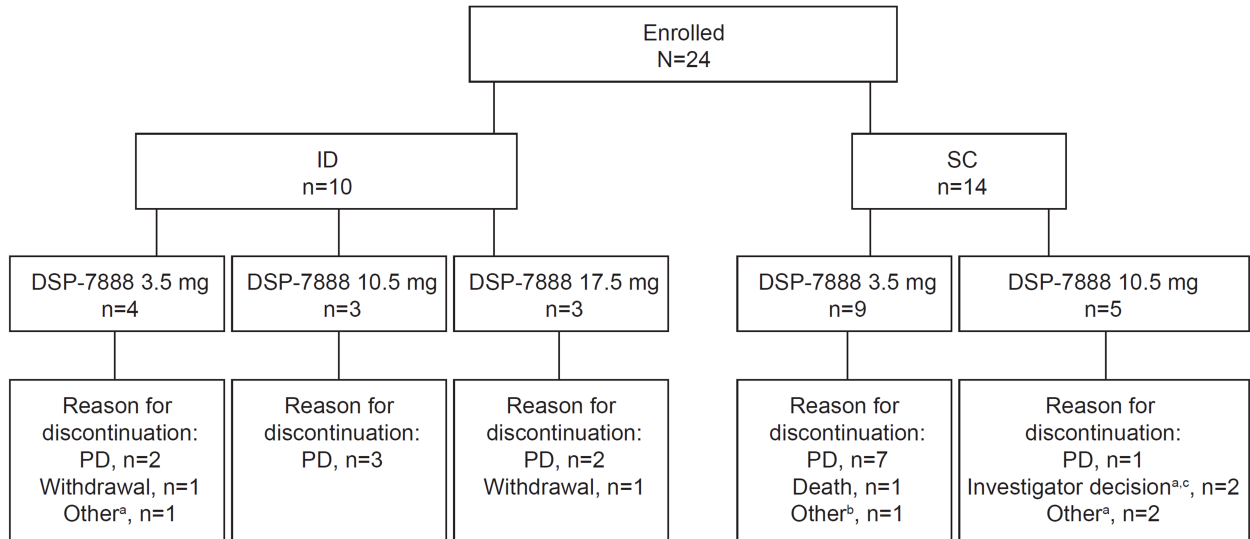 Enrolled
N=24
ID
n=10
SC
n=14
DSP-7888 3.5 mg
n=4
DSP-7888 10.5 mg
n=3
DSP-7888 17.5 mg
n=3
DSP-7888 3.5 mg
n=9
DSP-7888 10.5 mg
n=5
Reason for
discontinuation:
PD, n=2
Withdrawal, n=1
Otherᵃ, n=1
Reason for
discontinuation:
PD, n=3
Reason for
discontinuation:
PD, n=2
Withdrawal, n=1
Reason for
discontinuation:
PD, n=7
Death, n=1
Otherᵇ, n=1
Reason for
discontinuation:
PD, n=1
Investigator decisionᵃ,ᶜ, n=2
Otherᵃ, n=2